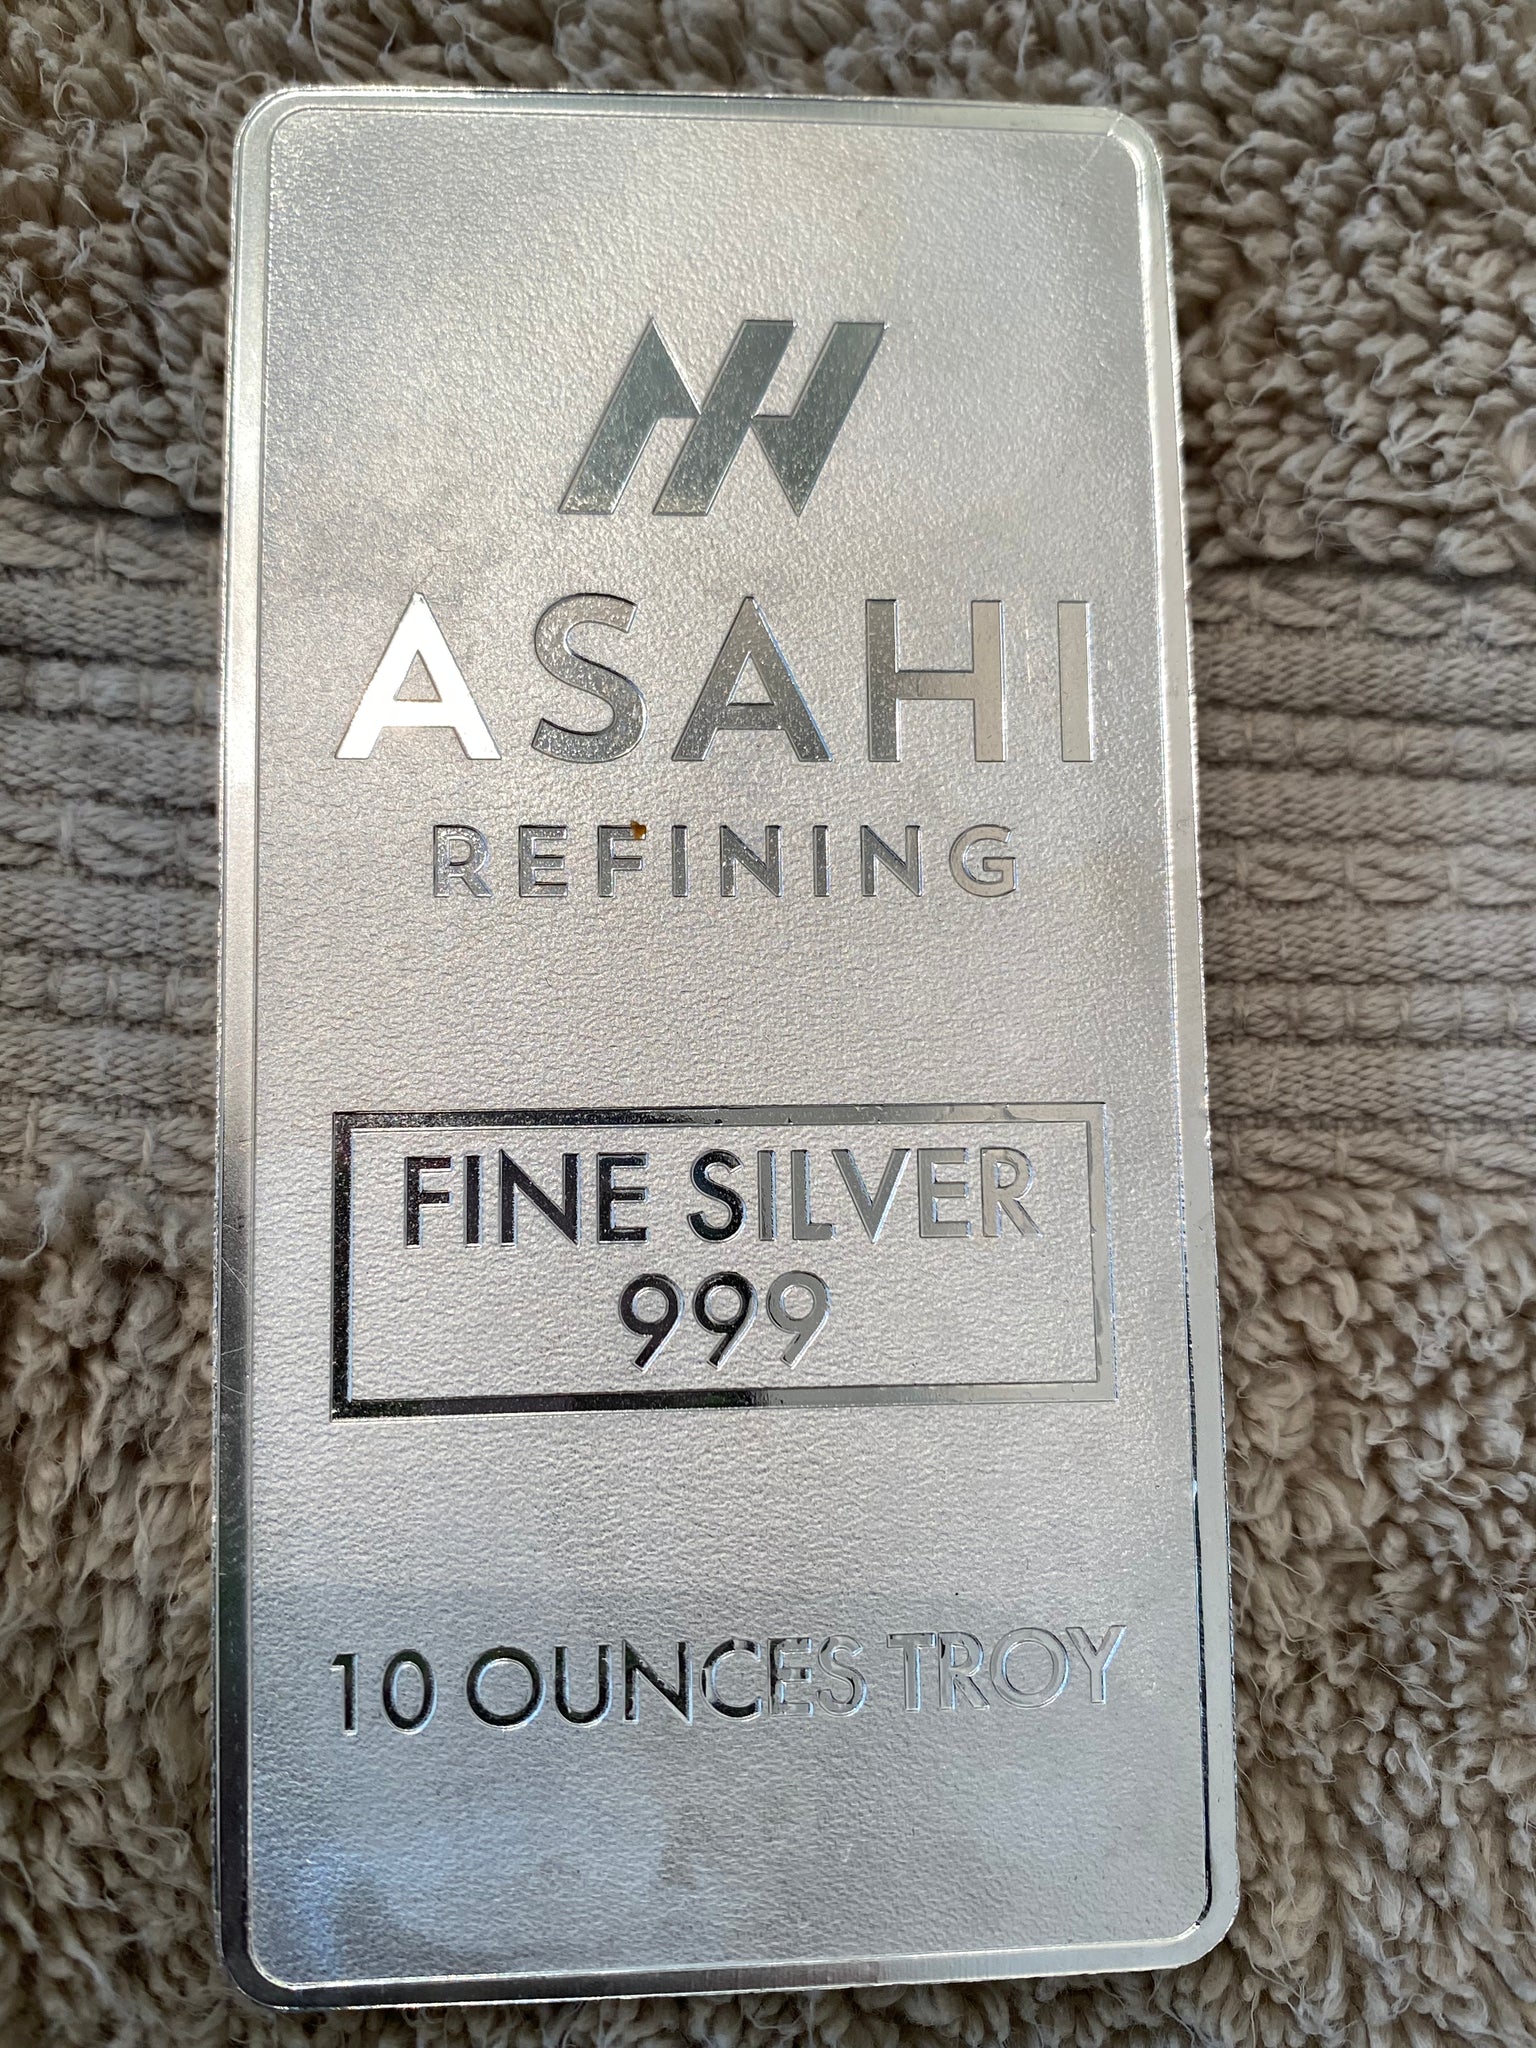 ASAHI
REFINING
FINE SILVER
999
10 OUNCES TROY